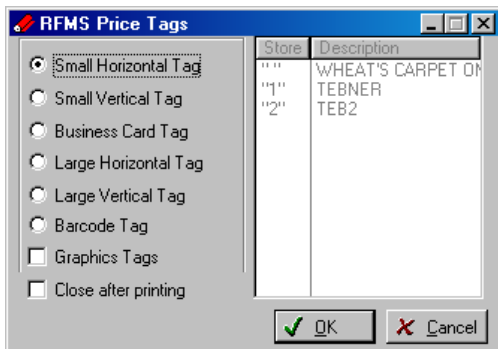 RFMS Price Tags
Small Horizontal Tag
Small Vertical Tag
Business Card Tag
Large Horizontal Tag
Large Vertical Tag
Barcode Tag
Graphics Tags
Close after printing
Store Description
" " WHEAT'S CARPET ON
"1" TEBNER
"2" TEB2
OK
Cancel